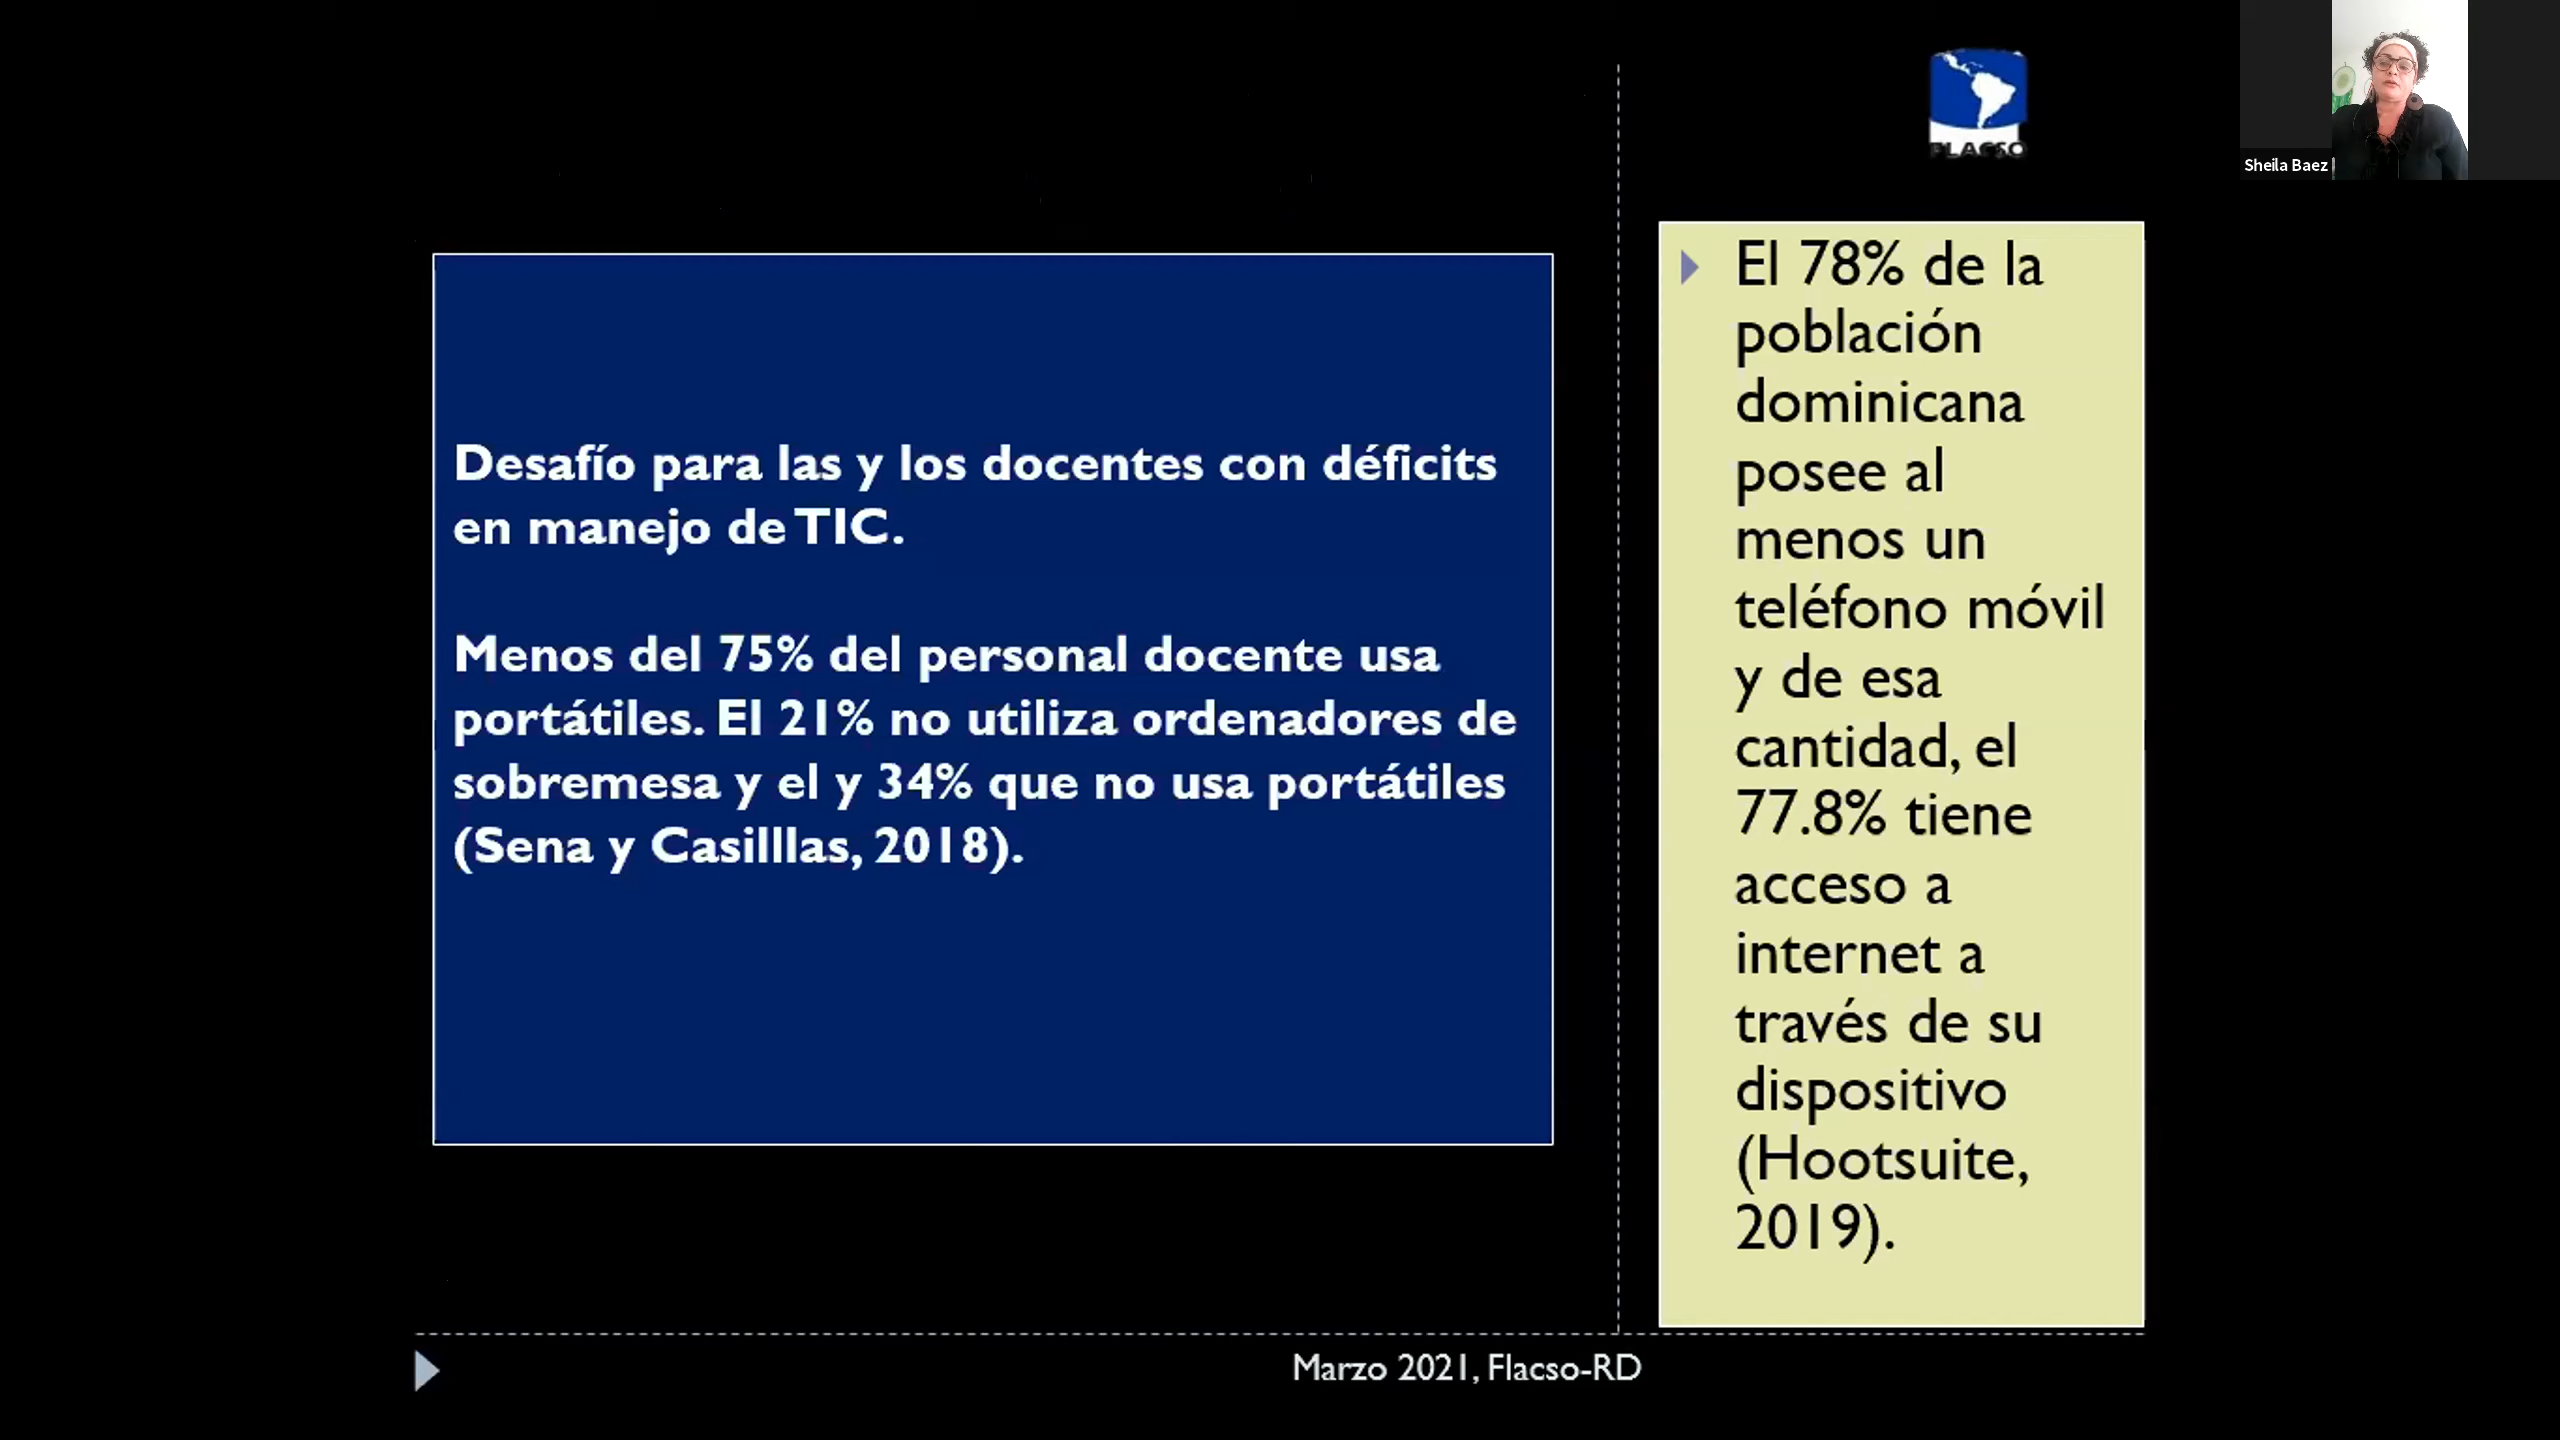 FLACSO
Sheila Baez
Desafío para las y los docentes con déficits
en manejo de TIC.
Menos del 75% del personal docente usa
portátiles. El 21% no utiliza ordenadores de
sobremesa y el y 34% que no usa portátiles
(Sena y Casilllas, 2018).
El 78% de la
población
dominicana
posee al
menos un
teléfono móvil
y de esa
cantidad, el
77.8% tiene
acceso a
internet a
través de su
dispositivo
(Hootsuite,
2019).
Marzo 2021, Flacso-RD